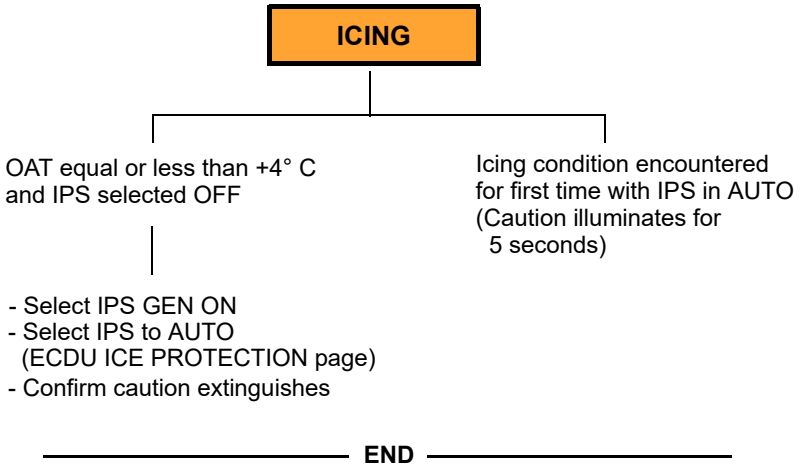 ICING
OAT equal or less than +4° C
and IPS selected OFF
Icing condition encountered
for first time with IPS in AUTO
(Caution illuminates for
5 seconds)
- Select IPS GEN ON
- Select IPS to AUTO
(ECDU ICE PROTECTION page)
- Confirm caution extinguishes
END